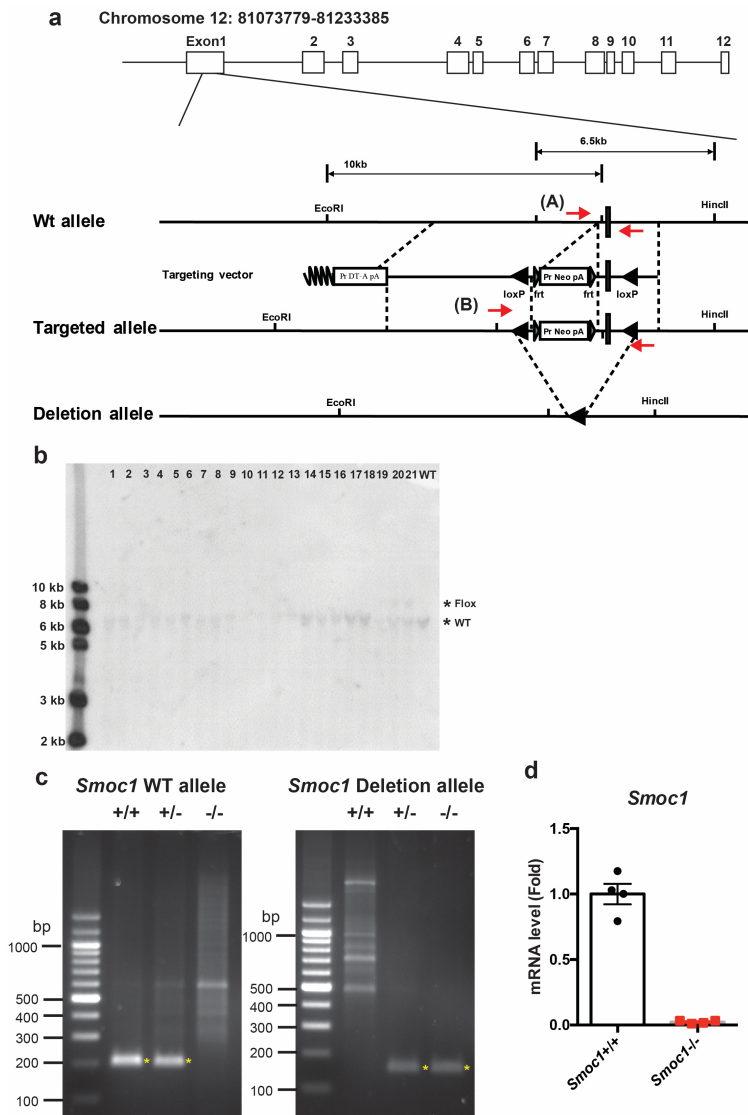 a Chromosome 12: 81073779-81233385
Exon1 2 3 4 5 6 7 8 9 10 11 12
6.5kb
10kb
(A)
EcoRI HincII
Wt allele
Targeting vector Pr DT-A pA Pr Neo pA
loxP frt frt loxP
(B)
EcoRI HincII
Targeted allele Pr Neo pA
EcoRI HincII
Deletion allele
b
1 2 3 4 5 6 7 8 9 10 11 12 13 14 15 16 17 18 19 20 21 WT
10 kb
8 kb * Flox
6 kb * WT
5 kb
3 kb
2 kb
c Smoc1 WT allele
+/+ +/- -/-
bp
1000
500
400
300
200 * *
100
Smoc1 Deletion allele
+/+ +/- -/-
bp
1000
500
400
300
200
* *
100
d
Smoc1
mRNA level (Fold)
1.5
1.0
0.5
0.0
Smoc1+/+ Smoc1-/-